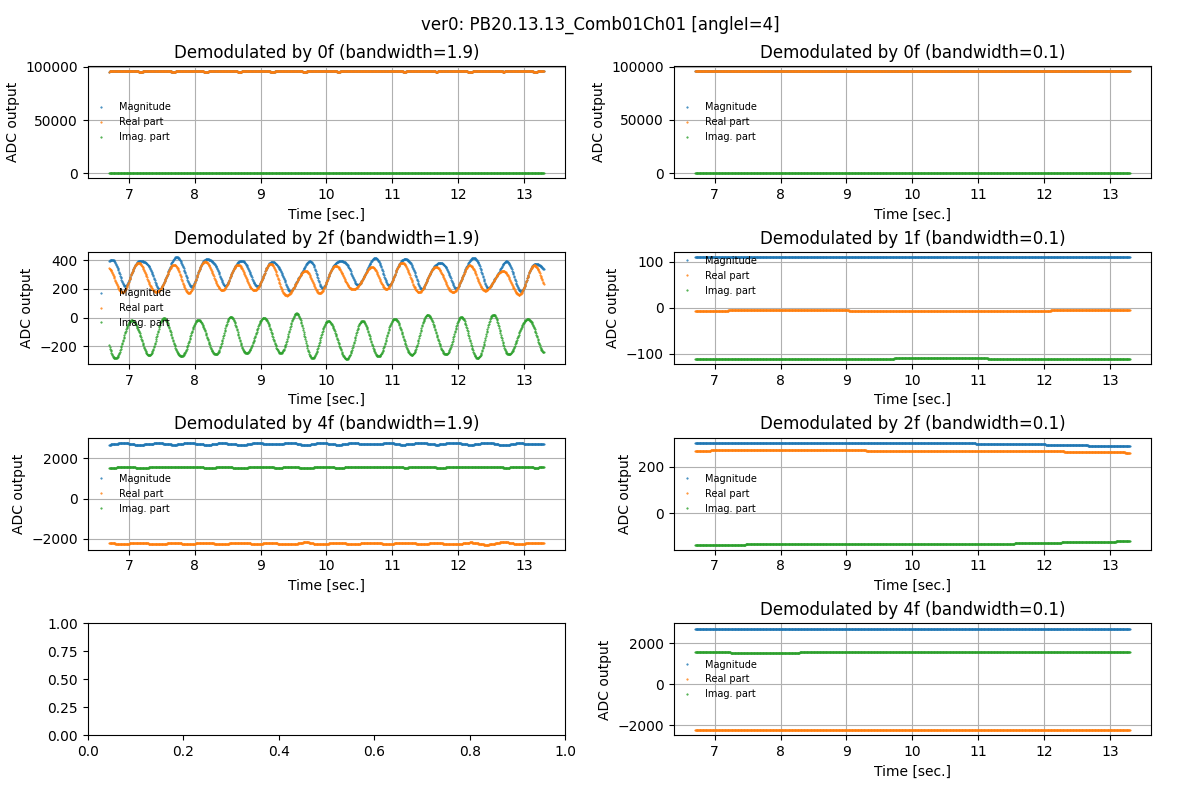 ver0: PB20.13.13_Comb01Ch01 [angleI=4]
Demodulated by 0f (bandwidth=1.9)
100000
50000
0
ADC output
Magnitude
Real part
Imag. part
7 8 9 10 11 12 13
Time [sec.]
Demodulated by 0f (bandwidth=0.1)
100000
50000
0
ADC output
Magnitude
Real part
Imag. part
7 8 9 10 11 12 13
Time [sec.]
Demodulated by 2f (bandwidth=1.9)
400
200
0
−200
ADC output
Magnitude
Real part
Imag. part
7 8 9 10 11 12 13
Time [sec.]
Demodulated by 1f (bandwidth=0.1)
100
0
−100
ADC output
Magnitude
Real part
Imag. part
7 8 9 10 11 12 13
Time [sec.]
Demodulated by 4f (bandwidth=1.9)
2000
0
−2000
ADC output
Magnitude
Real part
Imag. part
7 8 9 10 11 12 13
Time [sec.]
Demodulated by 2f (bandwidth=0.1)
200
0
ADC output
Magnitude
Real part
Imag. part
7 8 9 10 11 12 13
Time [sec.]
1.00
0.75
0.50
0.25
0.00
0.0 0.2 0.4 0.6 0.8 1.0
Demodulated by 4f (bandwidth=0.1)
2000
0
−2000
ADC output
Magnitude
Real part
Imag. part
7 8 9 10 11 12 13
Time [sec.]